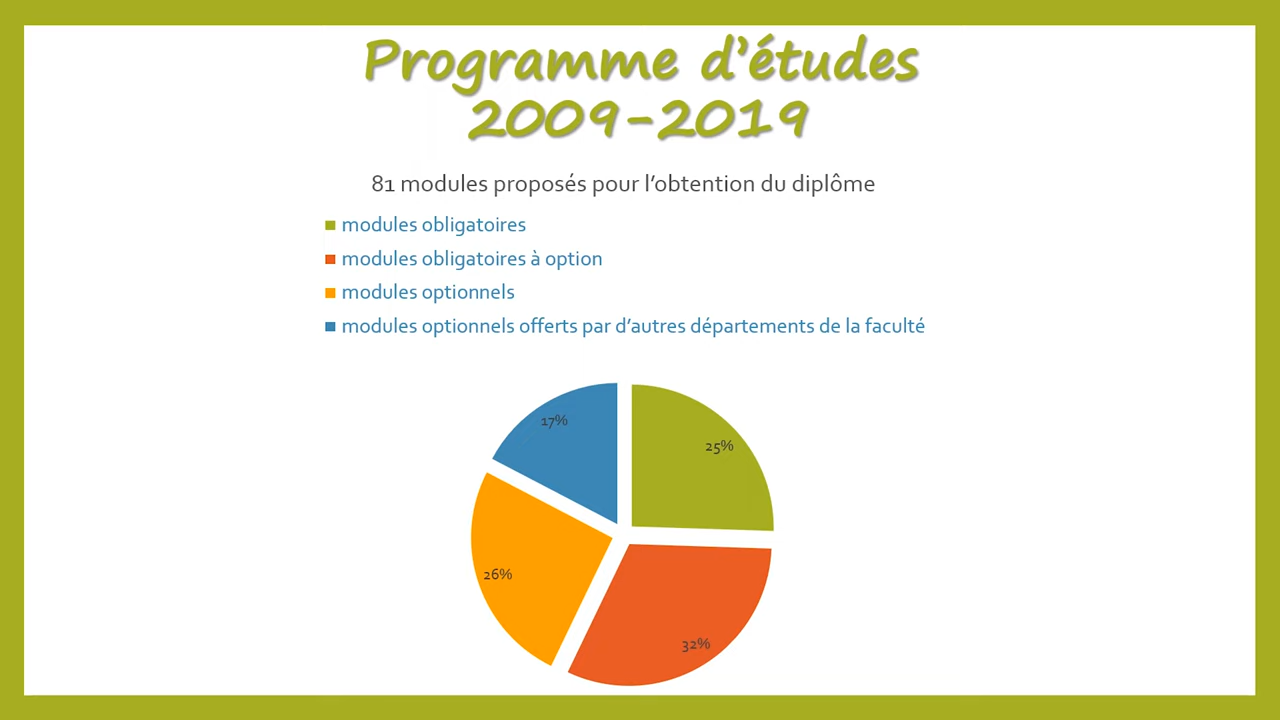 Programme d’études
2009-2019
81 modules proposés pour l’obtention du diplôme
modules obligatoires
modules obligatoires à option
modules optionnels
modules optionnels offerts par d’autres départements de la faculté
17%
25%
26%
32%